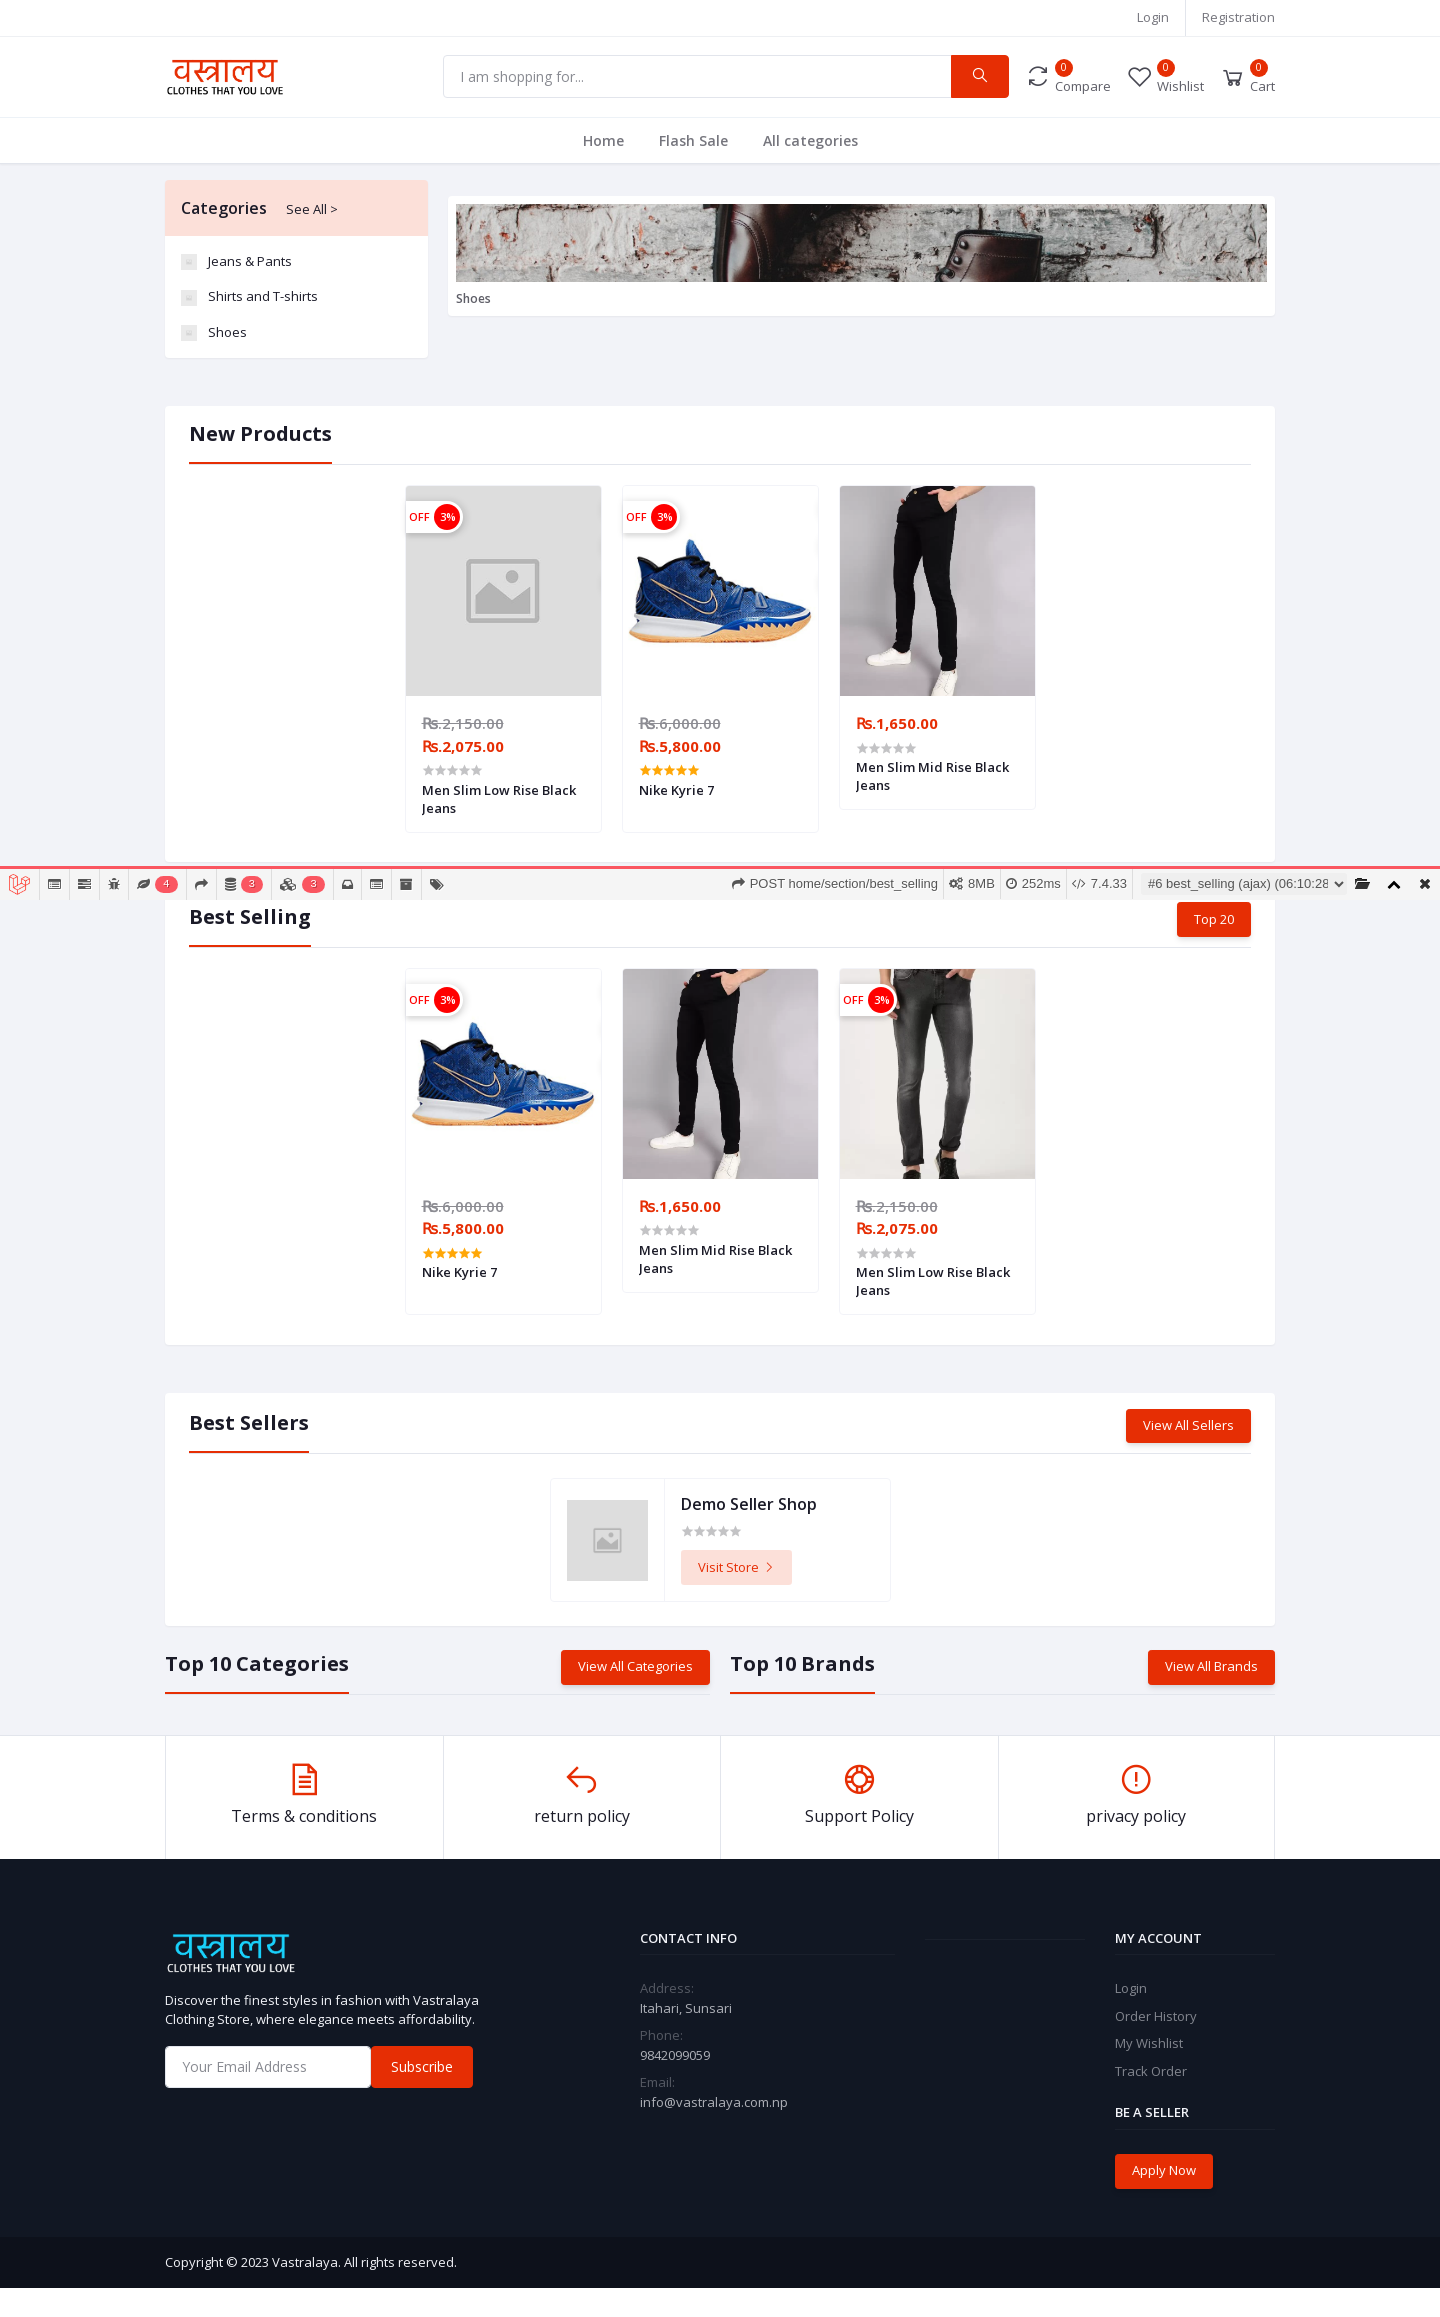 Login
Registration
वस्त्रालय
CLOTHES THAT YOU LOVE
I am shopping for...
0
Compare
0
Wishlist
0
Cart
Home
Flash Sale
All categories
Categories
See All >
Jeans & Pants
Shirts and T-shirts
Shoes
Shoes
New Products
OFF 3%
₨.2,150.00
₨.2,075.00
Men Slim Low Rise Black
Jeans
OFF 3%
₨.6,000.00
₨.5,800.00
Nike Kyrie 7
₨.1,650.00
Men Slim Mid Rise Black
Jeans
4
3
3
POST home/section/best_selling
8MB
252ms
7.4.33
#6 best_selling (ajax) (06:10:28
Best Selling
Top 20
OFF 3%
₨.6,000.00
₨.5,800.00
Nike Kyrie 7
₨.1,650.00
Men Slim Mid Rise Black
Jeans
OFF 3%
₨.2,150.00
₨.2,075.00
Men Slim Low Rise Black
Jeans
Best Sellers
View All Sellers
Demo Seller Shop
Visit Store >
Top 10 Categories
View All Categories
Top 10 Brands
View All Brands
Terms & conditions
return policy
Support Policy
privacy policy
वस्त्रालय
CLOTHES THAT YOU LOVE
Discover the finest styles in fashion with Vastralaya
Clothing Store, where elegance meets affordability.
Your Email Address
Subscribe
CONTACT INFO
Address:
Itahari, Sunsari
Phone:
9842099059
Email:
info@vastralaya.com.np
MY ACCOUNT
Login
Order History
My Wishlist
Track Order
BE A SELLER
Apply Now
Copyright © 2023 Vastralaya. All rights reserved.